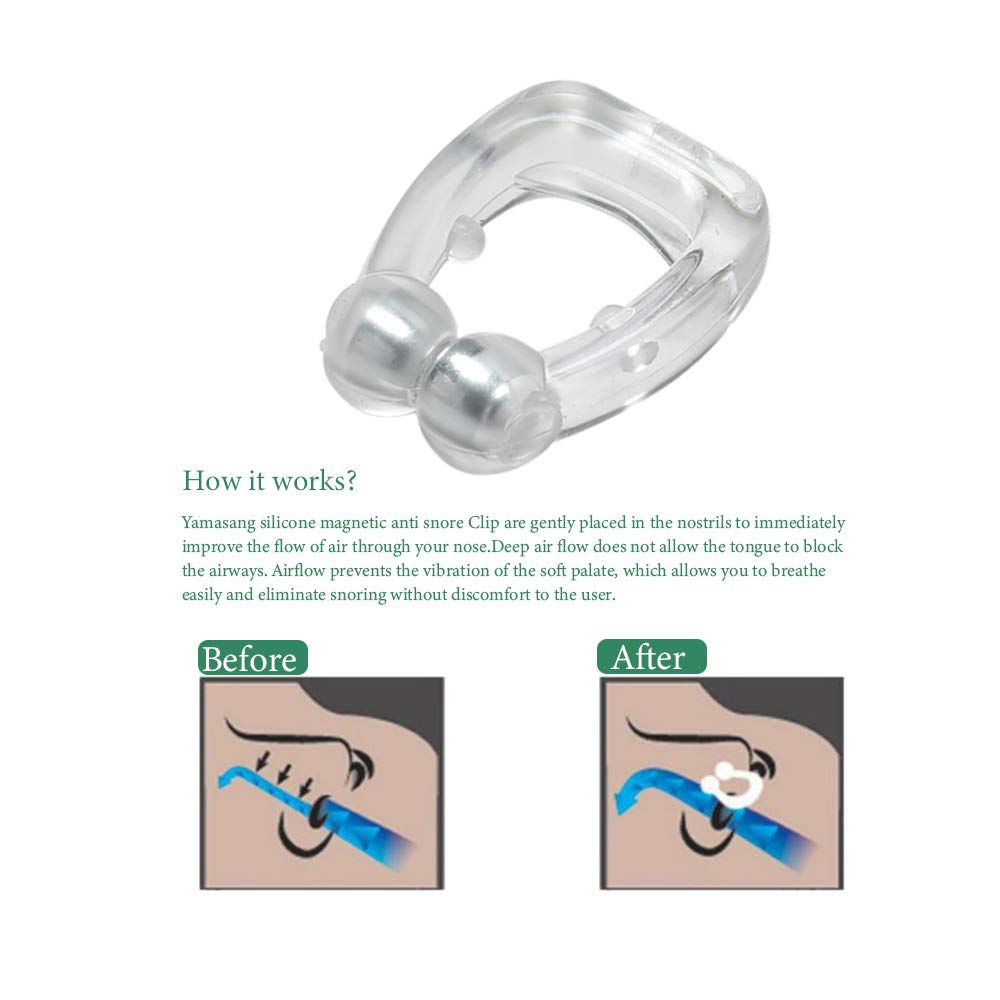 How it works?
Yamasang silicone magnetic anti snore Clip are gently placed in the nostrils to immediately
improve the flow of air through your nose.Deep air flow does not allow the tongue to block
the airways. Airflow prevents the vibration of the soft palate, which allows you to breathe
easily and eliminate snoring without discomfort to the user.
Before
After